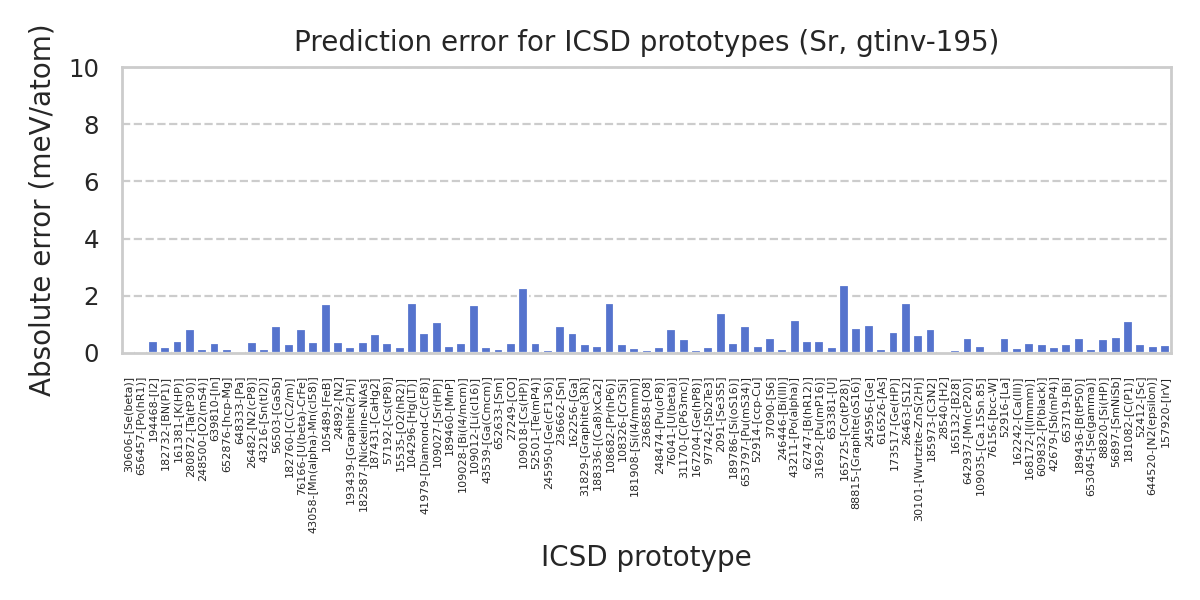 Prediction error for ICSD prototypes (Sr, gtinv-195)
Absolute error (meV/atom)
10
8
6
4
2
0
30606-[Se(beta)]
656457-[Po(hR1)]
194468-[I2]
182732-[BN(P1)]
161381-[K(HP)]
280872-[Ta(tP30)]
248500-[O2(mS4)]
639810-[In]
652876-[hcp-Mg]
648333-[Pa]
26482-[N2(cP8)]
43216-[Sn(tI2)]
56503-[GaSb]
182760-[C(C2/m)]
76166-[U(beta)-CrFe]
43058-[Mn(alpha)-Mn(cI58)]
105489-[FeB]
24892-[N2]
193439-[Graphite(2H)]
182587-[Nickeline-NiAs]
187431-[CaHg2]
57192-[Cs(tP8)]
15535-[O2(hR2)]
104296-[Hg(LT)]
41979-[Diamond-C(cF8)]
109027-[Sr(HP)]
189460-[MnP]
109028-[Bi(I4/mcm)]
109012-[Li(cI16)]
43539-[Ga(Cmcm)]
652633-[Sm]
27249-[CO]
109018-[Cs(HP)]
52501-[Te(mP4)]
245950-[Ge(cF136)]
236662-[Sn]
162256-[Ga]
31829-[Graphite(3R)]
188336-[(Ca8)xCa2]
108682-[Pr(hP6)]
108326-[Cr3Si]
181908-[Si(I4/mmm)]
236858-[O8]
248474-[Pu(oF8)]
76041-[U(beta)]
31170-[C(P63mc)]
167204-[Ge(hP8)]
97742-[Sb2Te3]
2091-[Se3S5]
189786-[Si(oS16)]
653797-[Pu(mS34)]
52914-[ccp-Cu]
37090-[S6]
246446-[Bi(III)]
43211-[Po(alpha)]
62747-[B(hR12)]
31692-[Pu(mP16)]
653381-[U]
165725-[Co(tP28)]
88815-[Graphite(oS16)]
245956-[Ge]
616526-[As]
173517-[Ge(HP)]
264663-[S12]
30101-[Wurtzite-ZnS(2H)]
185973-[C3N2]
28540-[H2]
165132-[B28]
642937-[Mn(cP20)]
109035-[Ca.15Sn.85]
76156-[bcc-W]
52916-[La]
162242-[Ca(III)]
168172-[I(Immm)]
609832-[P(black)]
42679-[Sb(mP4)]
653719-[Bi]
189436-[B(tP50)]
653045-[Se(gamma)]
88820-[Si(HP)]
56897-[SmNiSb]
181082-[C(P1)]
52412-[Sc]
644520-[N2(epsilon)]
157920-[IrV]
ICSD prototype